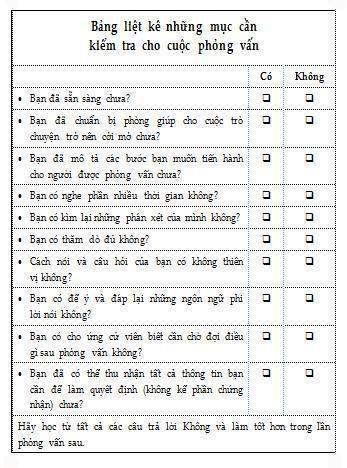 Bảng liệt kê những mục cần
kiểm tra cho cuộc phỏng vấn
Có Không
• Bạn đã sẵn sàng chưa? ❑ ❑
• Bạn đã chuẩn bị phòng giúp cho cuộc trò ❑ ❑
chuyện trở nên cởi mở chưa?
• Bạn đã mô tả các bước bạn muốn tiến hành ❑ ❑
cho người được phỏng vấn chưa?
• Bạn có nghe phần nhiều thời gian không? ❑ ❑
• Bạn có kìm lại những phán xét của mình không? ❑ ❑
• Bạn có thăm dò đủ không? ❑ ❑
• Cách nói và câu hỏi của bạn có không thiên ❑ ❑
vị không?
• Bạn có để ý và đáp lại những ngôn ngữ phi ❑ ❑
lời nói không?
• Bạn có cho ứng cử viên biết cần chờ đợi điều ❑ ❑
gì sau phỏng vấn không?
• Bạn đã có thể thu nhận tất cả thông tin bạn ❑ ❑
cần để làm quyết định (không kể phần chứng
nhận) chưa?
Hãy học từ tất cả các câu trả lời Không và làm tốt hơn trong lần
phỏng vấn sau.